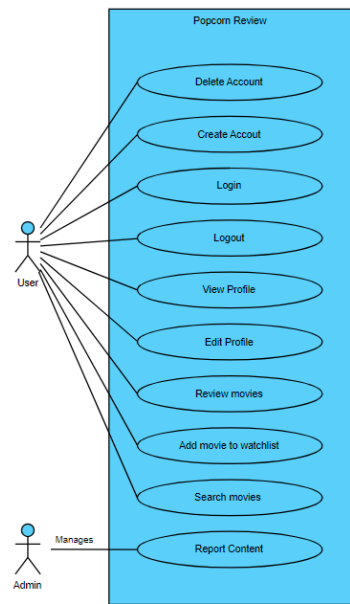 Popcorn Review
Delete Account
Create Accout
Login
Logout
User
View Profile
Edit Profile
Review movies
Add movie to watchlist
Search movies
Manages
Report Content
Admin